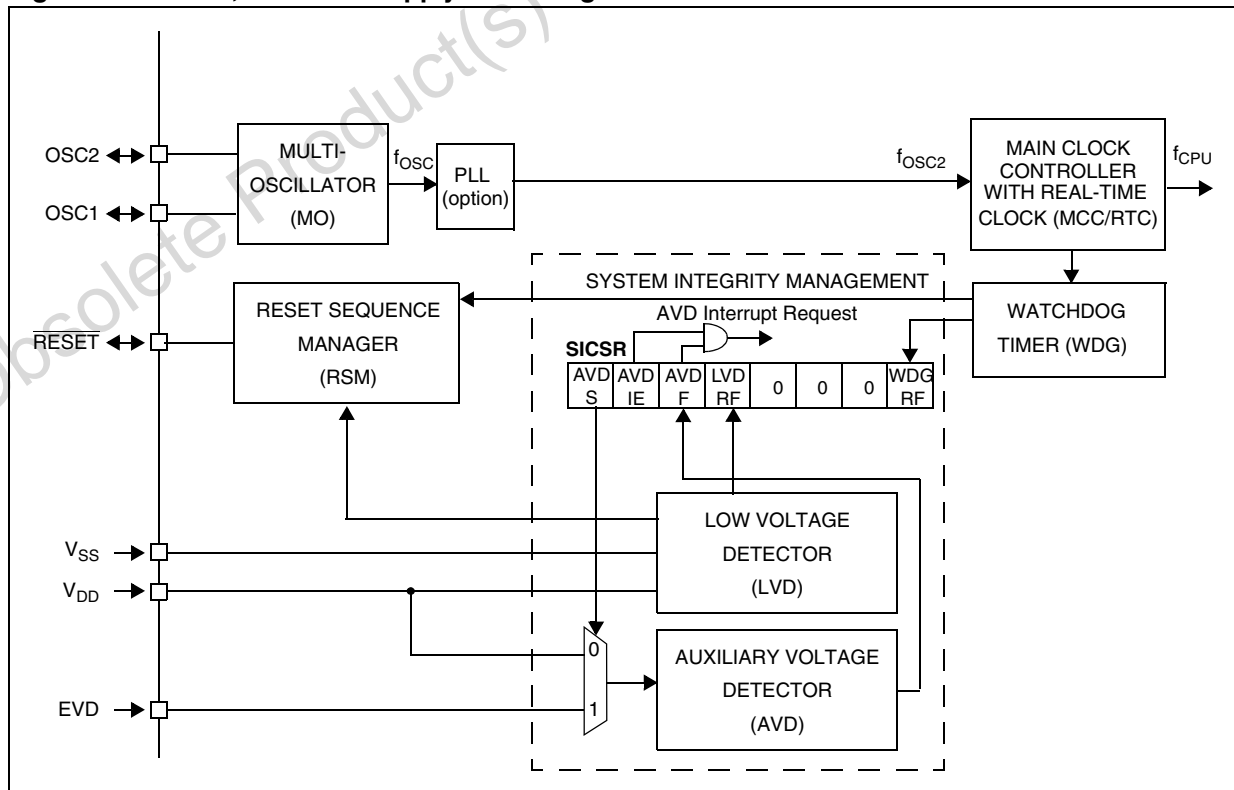 OSC2
OSC1
MULTI-
OSCILLATOR
(MO)
fOSC
PLL
(option)
fOSC2
MAIN CLOCK
CONTROLLER
WITH REAL-TIME
CLOCK (MCC/RTC)
fCPU
SYSTEM INTEGRITY MANAGEMENT
RESET
RESET SEQUENCE
MANAGER
(RSM)
AVD Interrupt Request
WATCHDOG
TIMER (WDG)
SICSR
AVD S
AVD IE
AVD F
LVD RF
0
0
0
WDG RF
LOW VOLTAGE
DETECTOR
(LVD)
VSS
VDD
0
1
AUXILIARY VOLTAGE
DETECTOR
(AVD)
EVD
Obsolete Product(s)